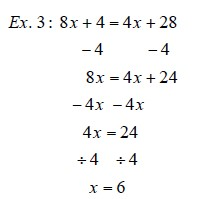 Ex. 3: 8x + 4 = 4x + 28
− 4 − 4
8x = 4x + 24
− 4x − 4x
4x = 24
÷ 4 ÷ 4
x = 6